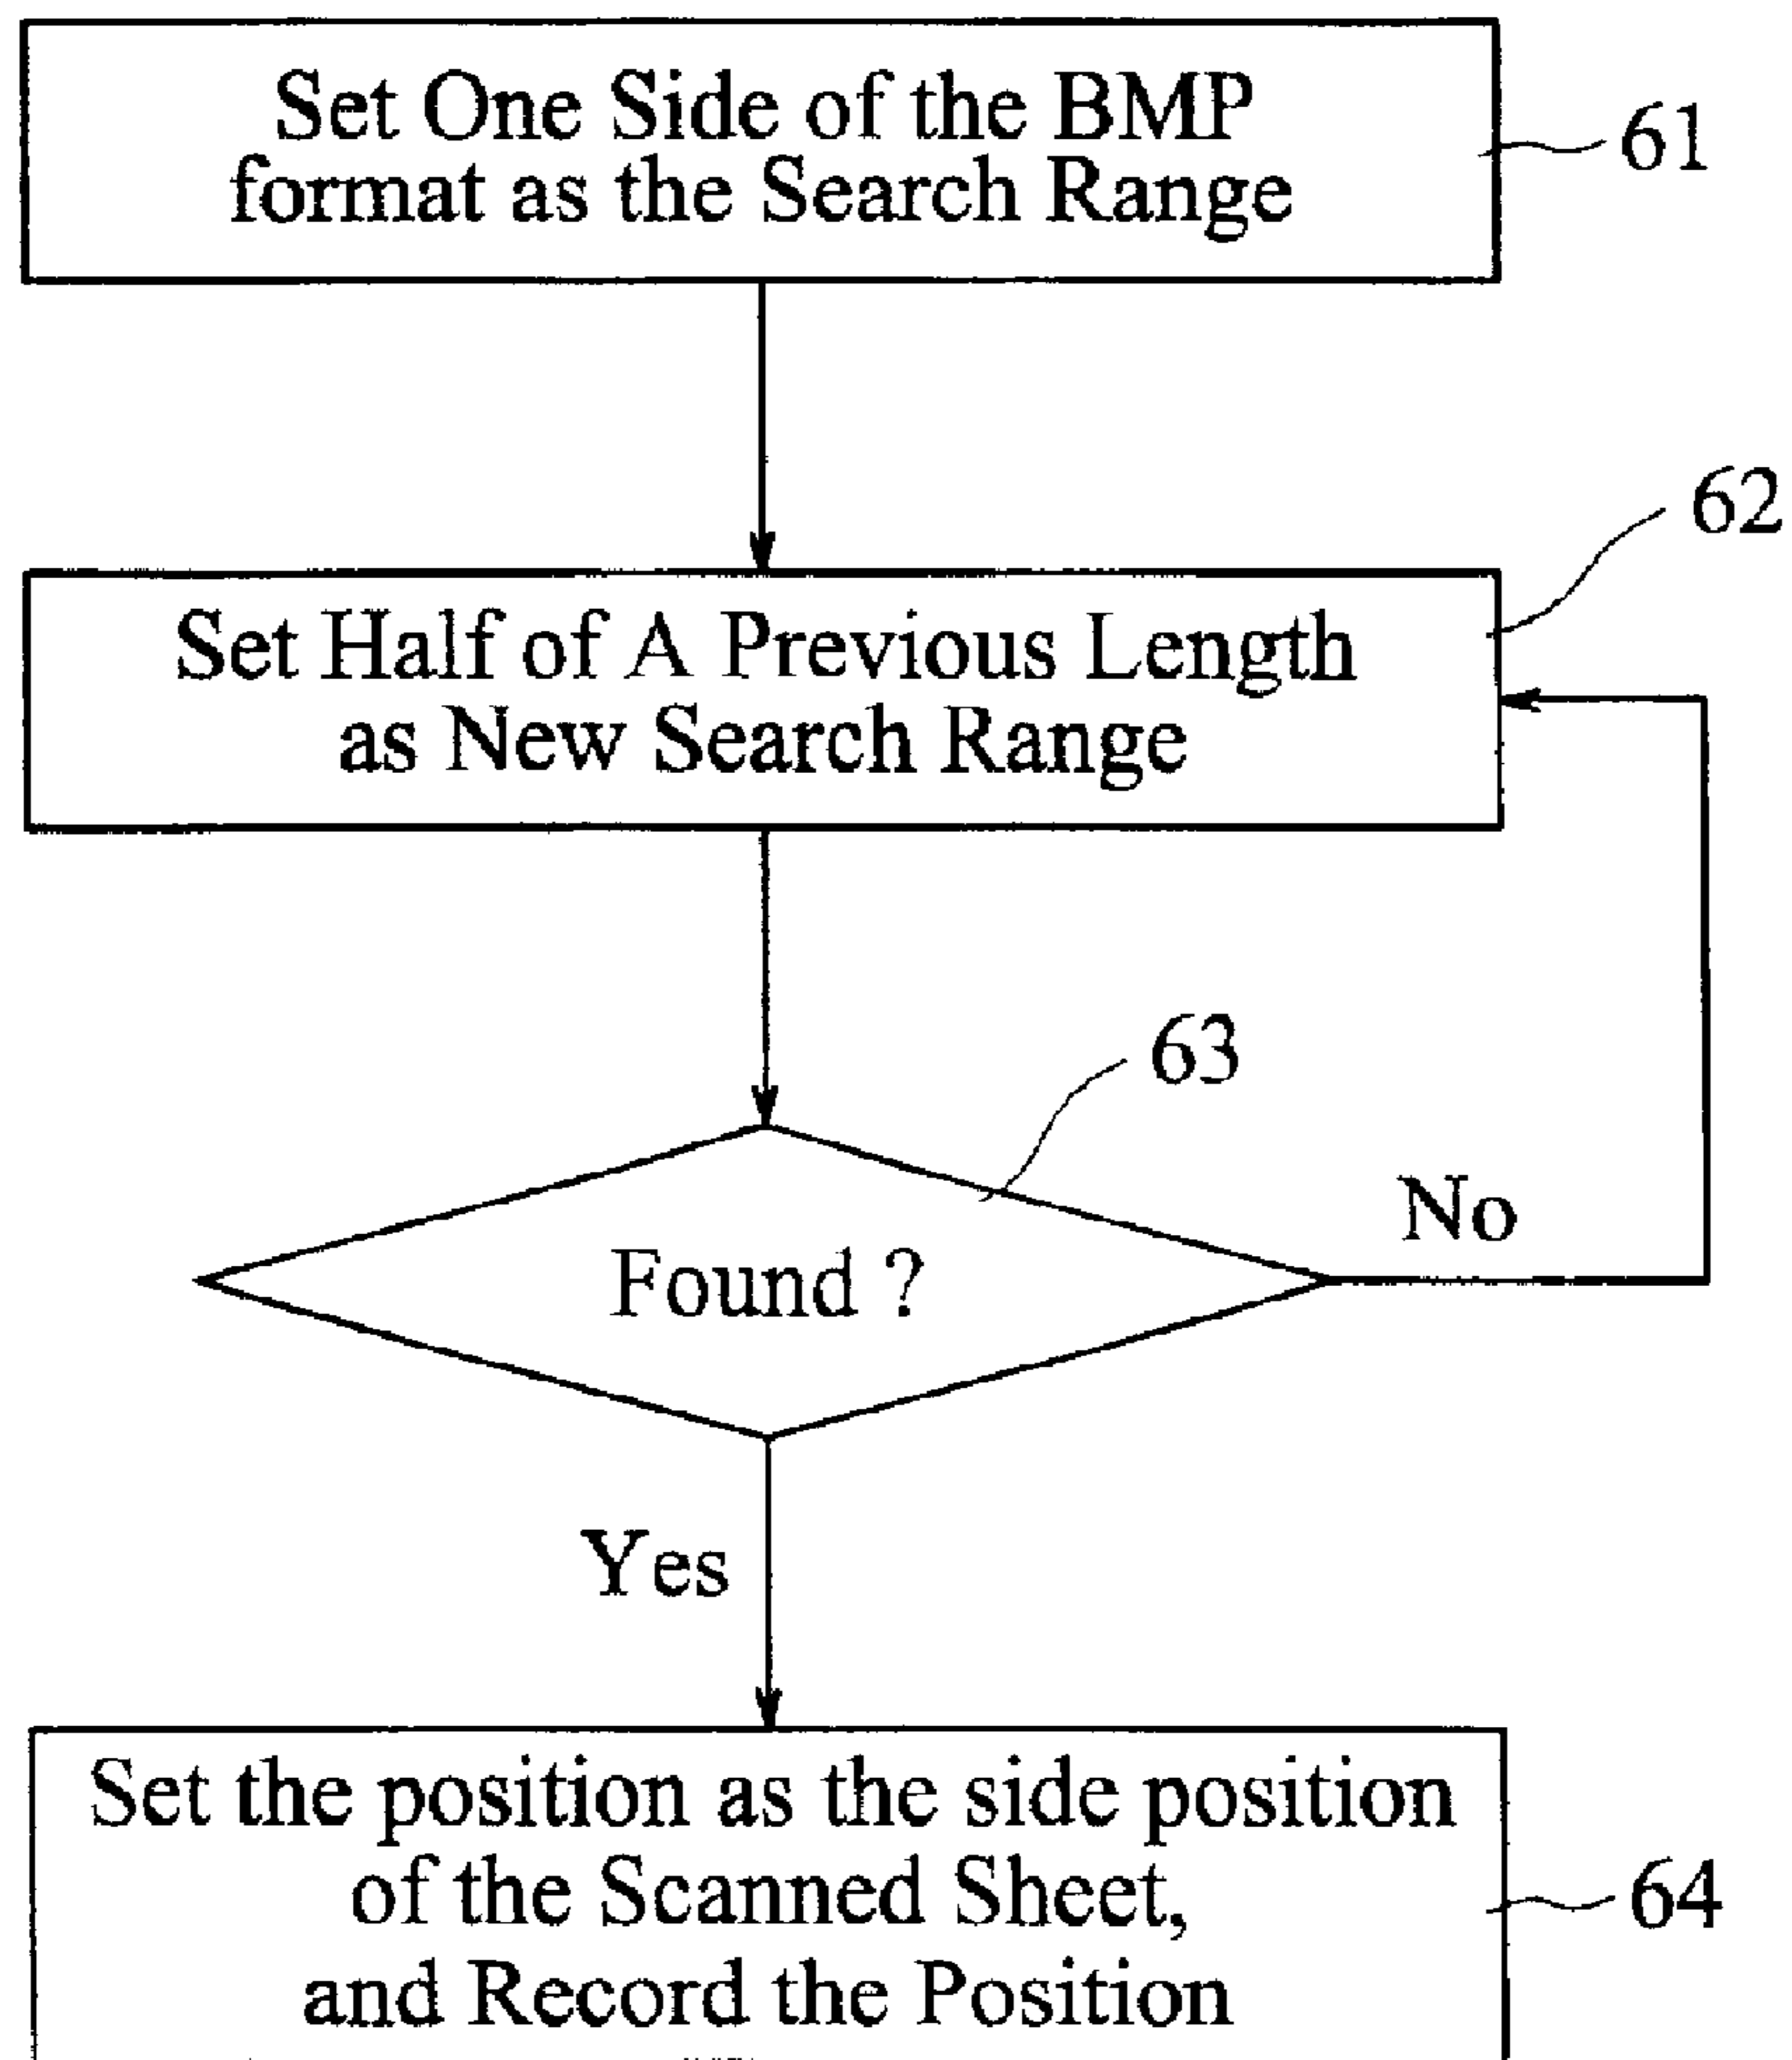 Set One Side of the BMP
format as the Search Range
61
62
Set Half of A Previous Length
as New Search Range
63
No
Found ?
Yes
Set the position as the side position
of the Scanned Sheet,
64
and Record the Position